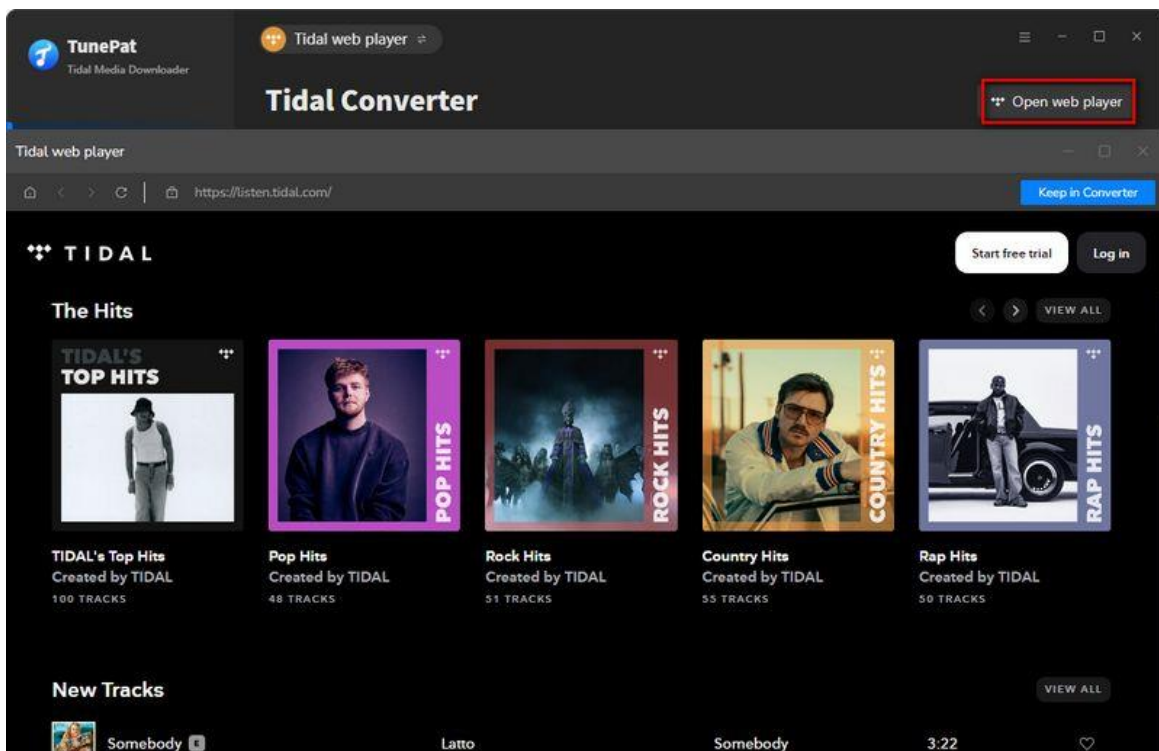 TunePat
Tidal Media Downloader
Tidal web player
Tidal Converter
Open web player
Tidal web player
https://listen.tidal.com/
Keep in Converter
TIDAL
Start free trial
Log in
The Hits
VIEW ALL
TIDAL'S
TOP HITS
POP HITS
ROCK HITS
COUNTRY HITS
RAP HITS
TIDAL's Top Hits
Created by TIDAL
100 TRACKS
Pop Hits
Created by TIDAL
48 TRACKS
Rock Hits
Created by TIDAL
51 TRACKS
Country Hits
Created by TIDAL
55 TRACKS
Rap Hits
Created by TIDAL
50 TRACKS
New Tracks
VIEW ALL
Somebody E Latto Somebody 3:22